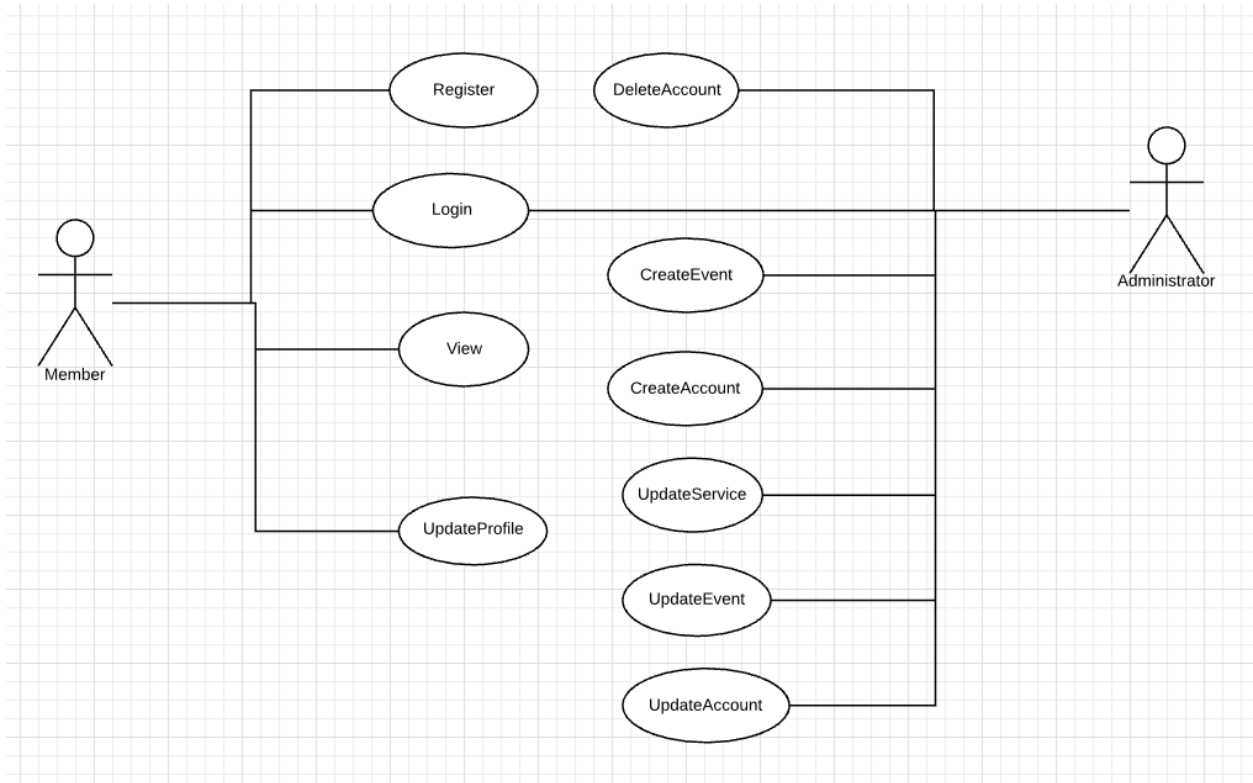 Register
DeleteAccount
Login
CreateEvent
Administrator
View
Member
CreateAccount
UpdateService
UpdateProfile
UpdateEvent
UpdateAccount